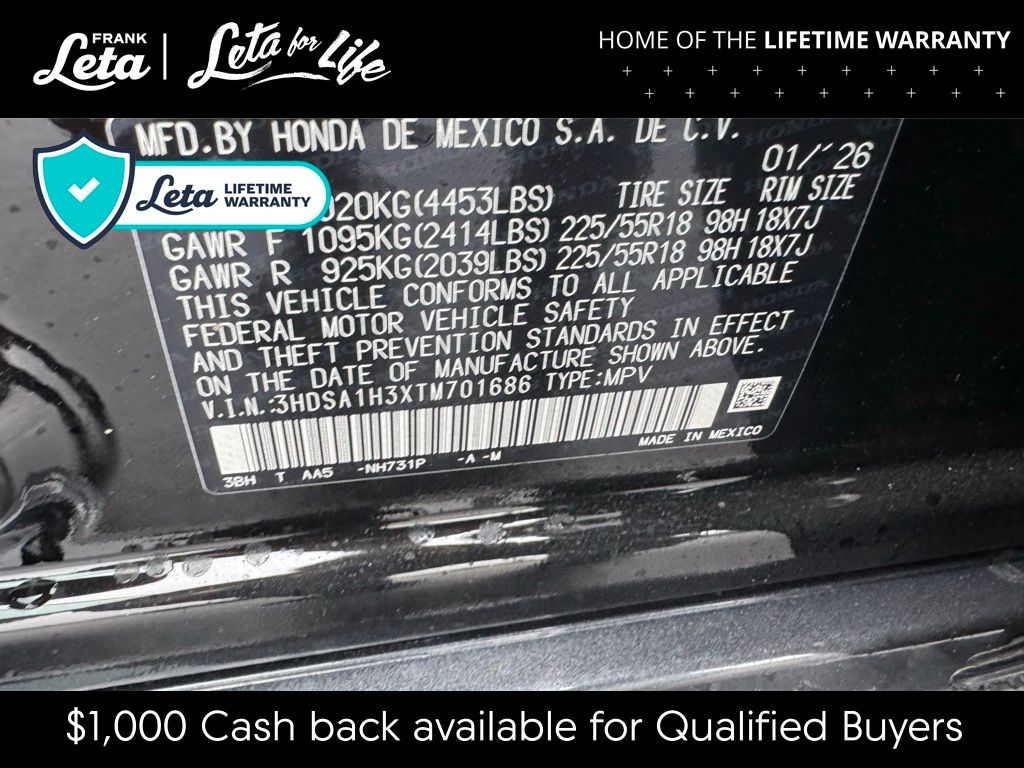 FRANK
Leta
Leta for Life
HOME OF THE LIFETIME WARRANTY
MFD.BY HONDA DE MEXICO S.A. DE C.V.
01/'26
Leta LIFETIME WARRANTY
020KG(4453LBS) TIRE SIZE RIM SIZE
GAWR F 1095KG(2414LBS) 225/55R18 98H 18X7J
GAWR R 925KG(2039LBS) 225/55R18 98H 18X7J
THIS VEHICLE CONFORMS TO ALL APPLICABLE
FEDERAL MOTOR VEHICLE SAFETY
AND THEFT PREVENTION STANDARDS IN EFFECT
ON THE DATE OF MANUFACTURE SHOWN ABOVE.
V.I.N.:3HDSA1H3XTM701686 TYPE:MPV
MADE IN MEXICO
3BH T AA5 -NH731P -A -M
$1,000 Cash back available for Qualified Buyers